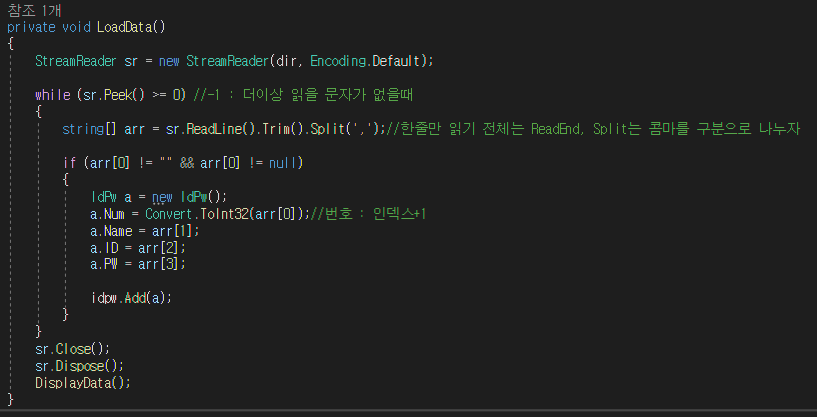 참조 1개
private void LoadData()
{
StreamReader sr = new StreamReader(dir, Encoding.Default);
while (sr.Peek() >= 0) //-1 : 더이상 읽을 문자가 없을때
{
string[] arr = sr.ReadLine().Trim().Split(',');//한줄만 읽기 전체는 ReadEnd, Split는 콤마를 구분으로 나누자
if (arr[0] != "" && arr[0] != null)
{
IdPw a = new IdPw();
a.Num = Convert.ToInt32(arr[0]);//번호 : 인덱스+1
a.Name = arr[1];
a.ID = arr[2];
a.PW = arr[3];
idpw.Add(a);
}
}
sr.Close();
sr.Dispose();
DisplayData();
}